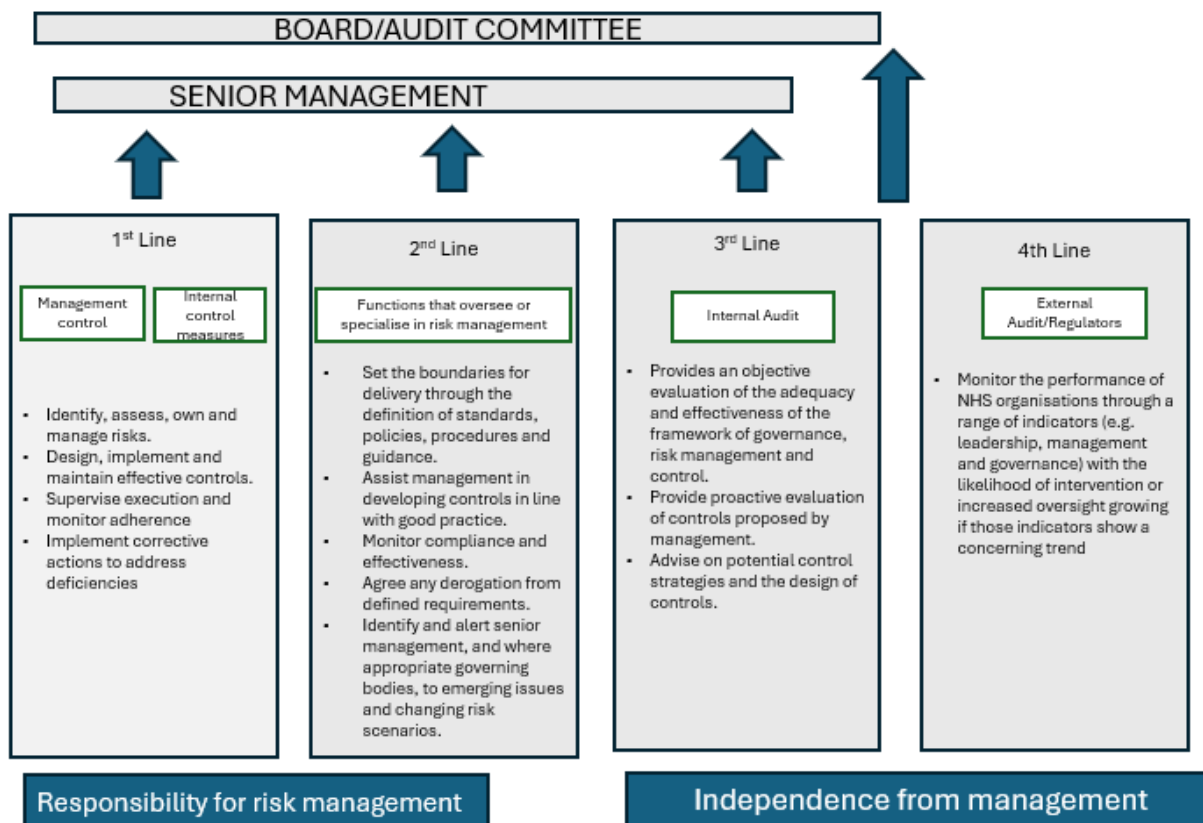 BOARD/AUDIT COMMITTEE
SENIOR MANAGEMENT
1st Line
Management
control
Internal
control
measures
▪ Identify, assess, own and
manage risks.
▪ Design, implement and
maintain effective controls.
▪ Supervise execution and
monitor adherence
▪ Implement corrective
actions to address
deficiencies
2nd Line
Functions that oversee or
specialise in risk management
▪ Set the boundaries for
delivery through the
definition of standards,
policies, procedures and
guidance.
▪ Assist management in
developing controls in line
with good practice.
▪ Monitor compliance and
effectiveness.
▪ Agree any derogation from
defined requirements.
▪ Identify and alert senior
management, and where
appropriate governing
bodies, to emerging issues
and changing risk
scenarios.
3rd Line
Internal Audit
▪ Provides an objective
evaluation of the adequacy
and effectiveness of the
framework of governance,
risk management and
control.
▪ Provide proactive evaluation
of controls proposed by
management.
▪ Advise on potential control
strategies and the design of
controls.
4th Line
External
Audit/Regulators
▪ Monitor the performance of
NHS organisations through a
range of indicators (e.g.
leadership, management
and governance) with the
likelihood of intervention or
increased oversight growing
if those indicators show a
concerning trend
Responsibility for risk management
Independence from management